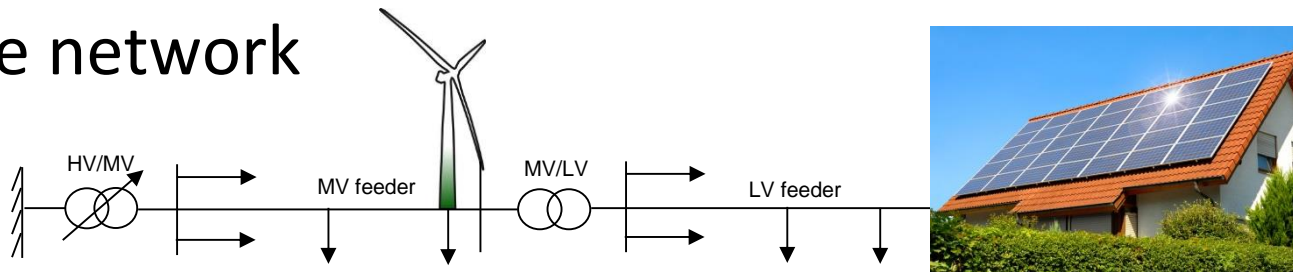 e network
HV/MV
MV feeder
MV/LV
LV feeder